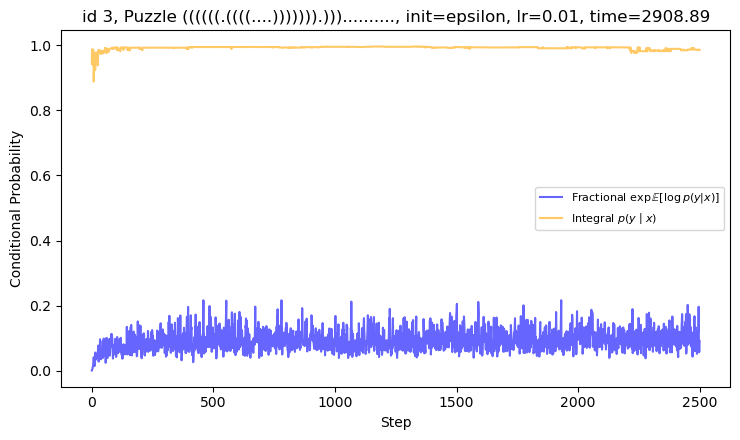 id 3, Puzzle ((((((.((((....))))))).)))…......., init=epsilon, lr=0.01, time=2908.89
Conditional Probability
1.0
0.8
0.6
0.4
0.2
0.0
Fractional exp𝔼[log p(y|x)]
Integral p(y | x)
0
500
1000
1500
2000
2500
Step